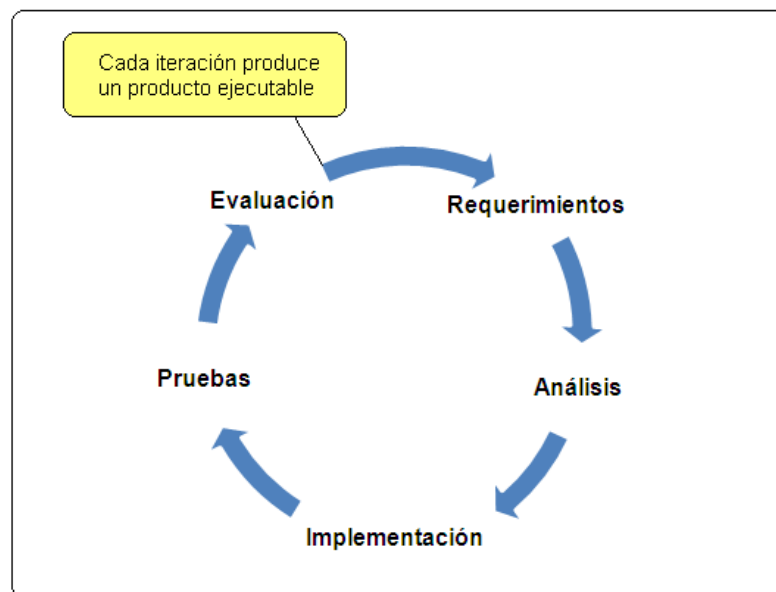 Cada iteración produce
un producto ejecutable
Evaluación
Requerimientos
Pruebas
Análisis
Implementación